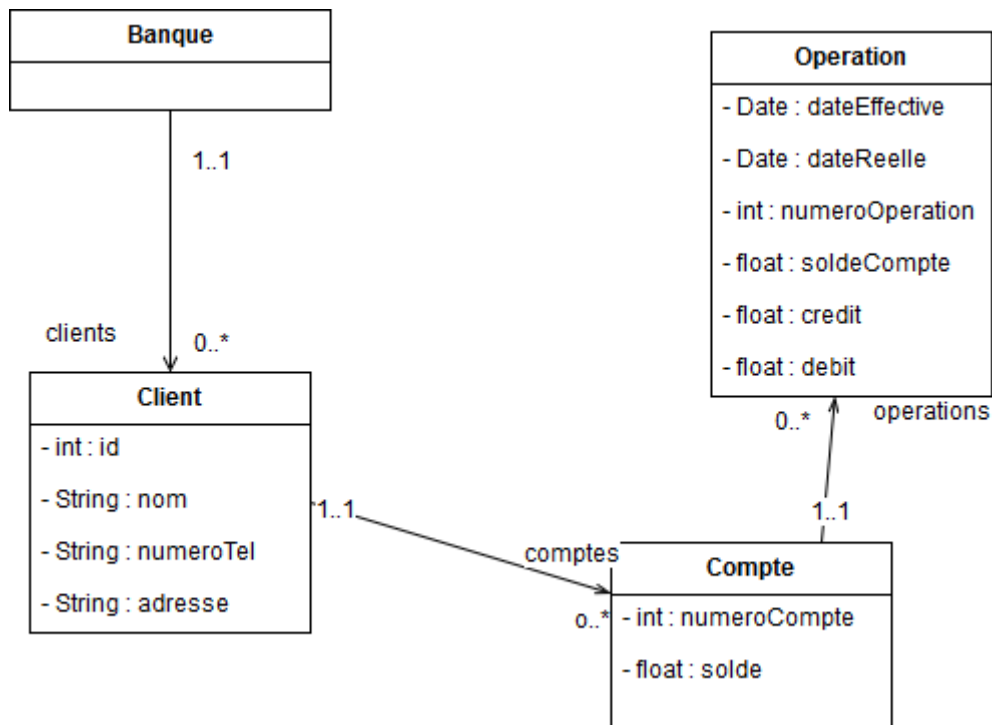 Banque
1..1
clients
0..*
Client
- int : id
- String : nom
- String : numeroTel
- String : adresse
1..1
comptes
o..*
Compte
- int : numeroCompte
- float : solde
1..1
0..*
operations
Operation
- Date : dateEffective
- Date : dateReelle
- int : numeroOperation
- float : soldeCompte
- float : credit
- float : debit